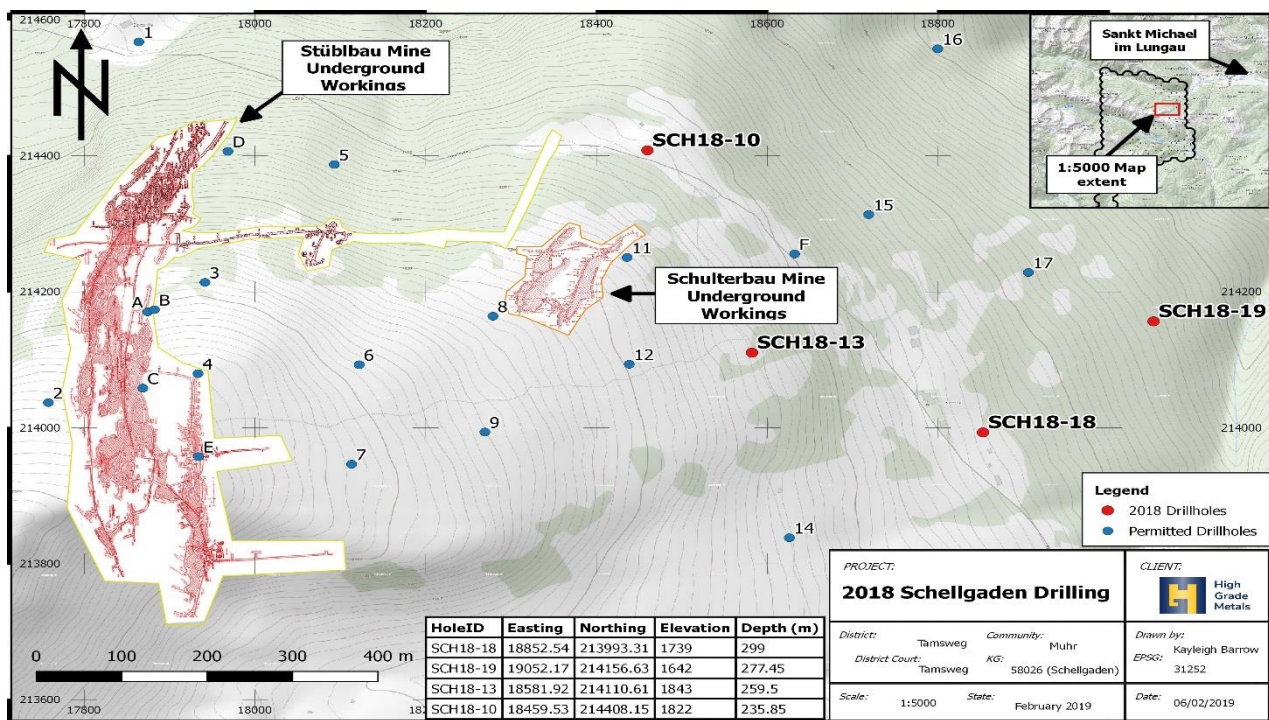 17800
18000
18200
18400
18600
18800
214600
214400
214200
214000
213800
213600
17800
18000
N
Stüblbau Mine
Underground
Workings
Schulterbau Mine
Underground
Workings
Sankt Michael
im Lungau
1:5000 Map
extent
1
16
D
5
SCH18-10
15
F
11
17
3
A
B
8
SCH18-19
SCH18-13
6
12
4
2
C
9
SCH18-18
E
7
14
Legend
2018 Drillholes
Permitted Drillholes
0 100 200 300 400 m
HoleID Easting Northing Elevation Depth (m)
SCH18-18 18852.54 213993.31 1739 299
SCH18-19 19052.17 214156.63 1642 277.45
SCH18-13 18581.92 214110.61 1843 259.5
SCH18-10 18459.53 214408.15 1822 235.85
PROJECT:
2018 Schellgaden Drilling
CLIENT:
High
Grade
Metals
District: Tamsweg
Community: Muhr
District Court: Tamsweg
KG: 58026 (Schellgaden)
Drawn by:
Kayleigh Barrow
EPSG: 31252
Scale: 1:5000
State: February 2019
Date: 06/02/2019